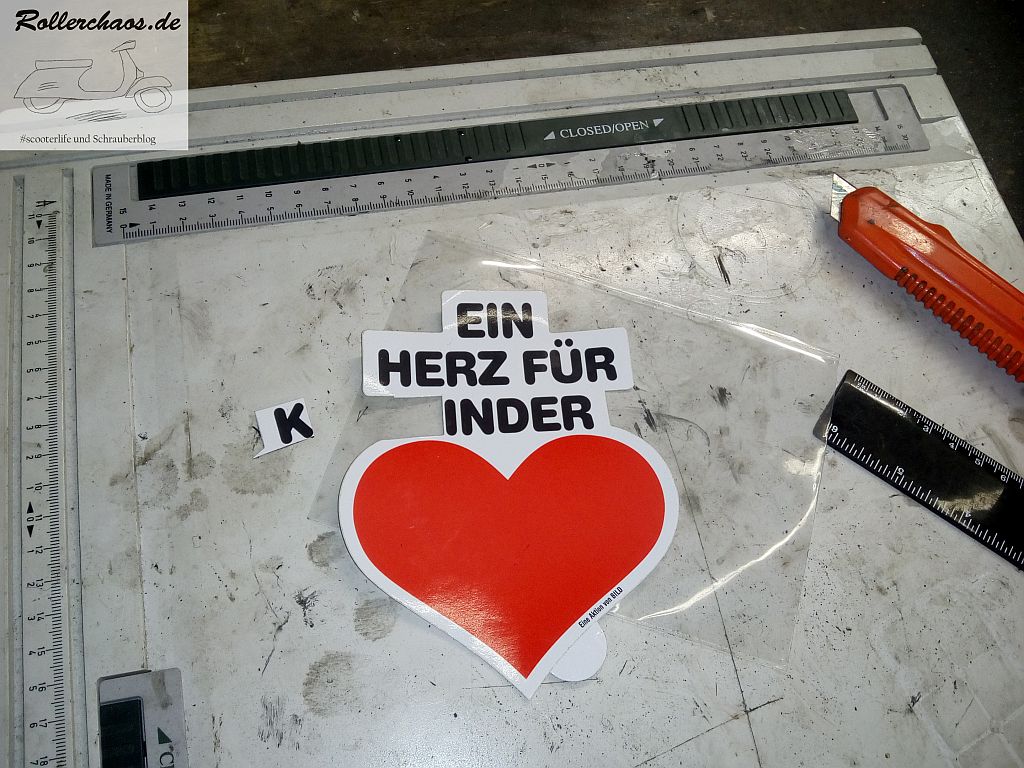 Rollerchaos.de
#scooterlife und Schrauberblog
CLOSED/OPEN
MADE IN GERMANY
EIN
HERZ FÜR
K
INDER
Eine Aktion von BILD